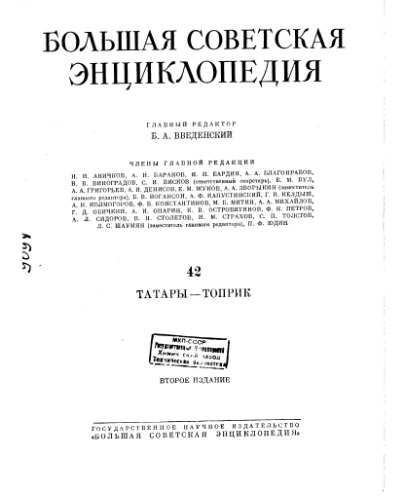 БОЛЬШАЯ СОВЕТСКАЯ
ЭНЦИКЛОПЕДИЯ
ГЛАВНЫЙ РЕДАКТОР
Б. А. ВВЕДЕНСКИЙ
ЧЛЕНЫ ГЛАВНОЙ РЕДАКЦИИ
Н. Н. АНИЧКОВ, А. Н. БАРАНОВ, И. П. БАРДИН, А. А. БЛАГОНРАВОВ,
В. В. ВИНОГРАДОВ, С. И. ВИСКОВ (ответственный секретарь), Б. М. ВУЛ,
А. А. ГРИГОРЬЕВ, А. И. ДЕНИСОВ, Е. М. ЖУКОВ, А. А. ЗВОРЫКИН (заместитель
главного редактора), Б. В. ИОГАНСОН, А. Ф. КАПУСТИНСКИЙ, Г. В. КЕЛДЫШ,
А. Н. КОЛМОГОРОВ, Ф. В. КОНСТАНТИНОВ, М. Б. МИТИН, А. А. МИХАЙЛОВ,
Г. Д. ОБИЧКИН, А. И. ОПАРИН, К. В. ОСТРОВИТЯНОВ, Ф. Н. ПЕТРОВ,
А. Л. СИДОРОВ, В. Н. СТОЛЕТОВ, Н. М. СТРАХОВ, С. П. ТОЛСТОВ,
Л. С. ШАУМЯН (заместитель главного редактора), П. Ф. ЮДИН
42
ТАТАРЫ — ТОПРИК
МХП-СССР
завод
ВТОРОЕ ИЗДАНИЕ
ГОСУДАРСТВЕННОЕ НАУЧНОЕ ИЗДАТЕЛЬСТВО
«БОЛЬШАЯ СОВЕТСКАЯ ЭНЦИКЛОПЕДИЯ»